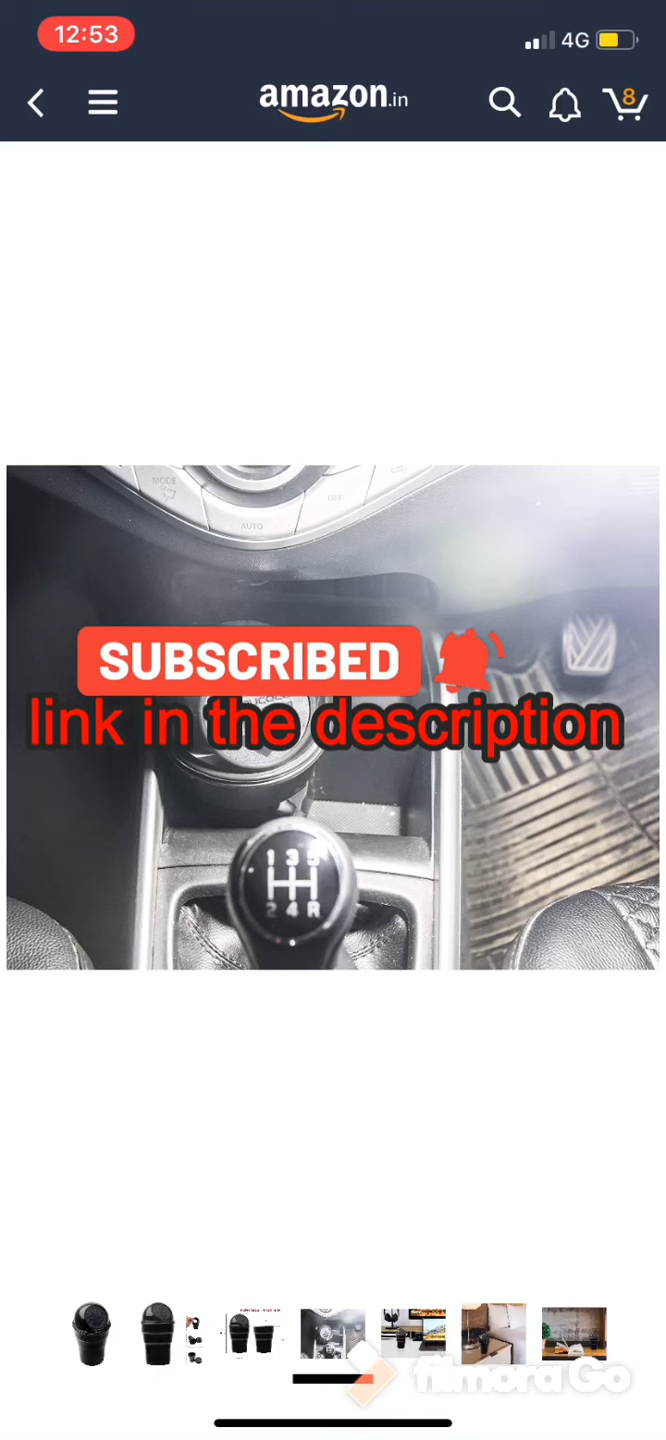 12:53
4G
amazon.in
8
MODE
OFF
AUTO
SUBSCRIBED
link in the description
1 3 5
2 4 R
filmora Go